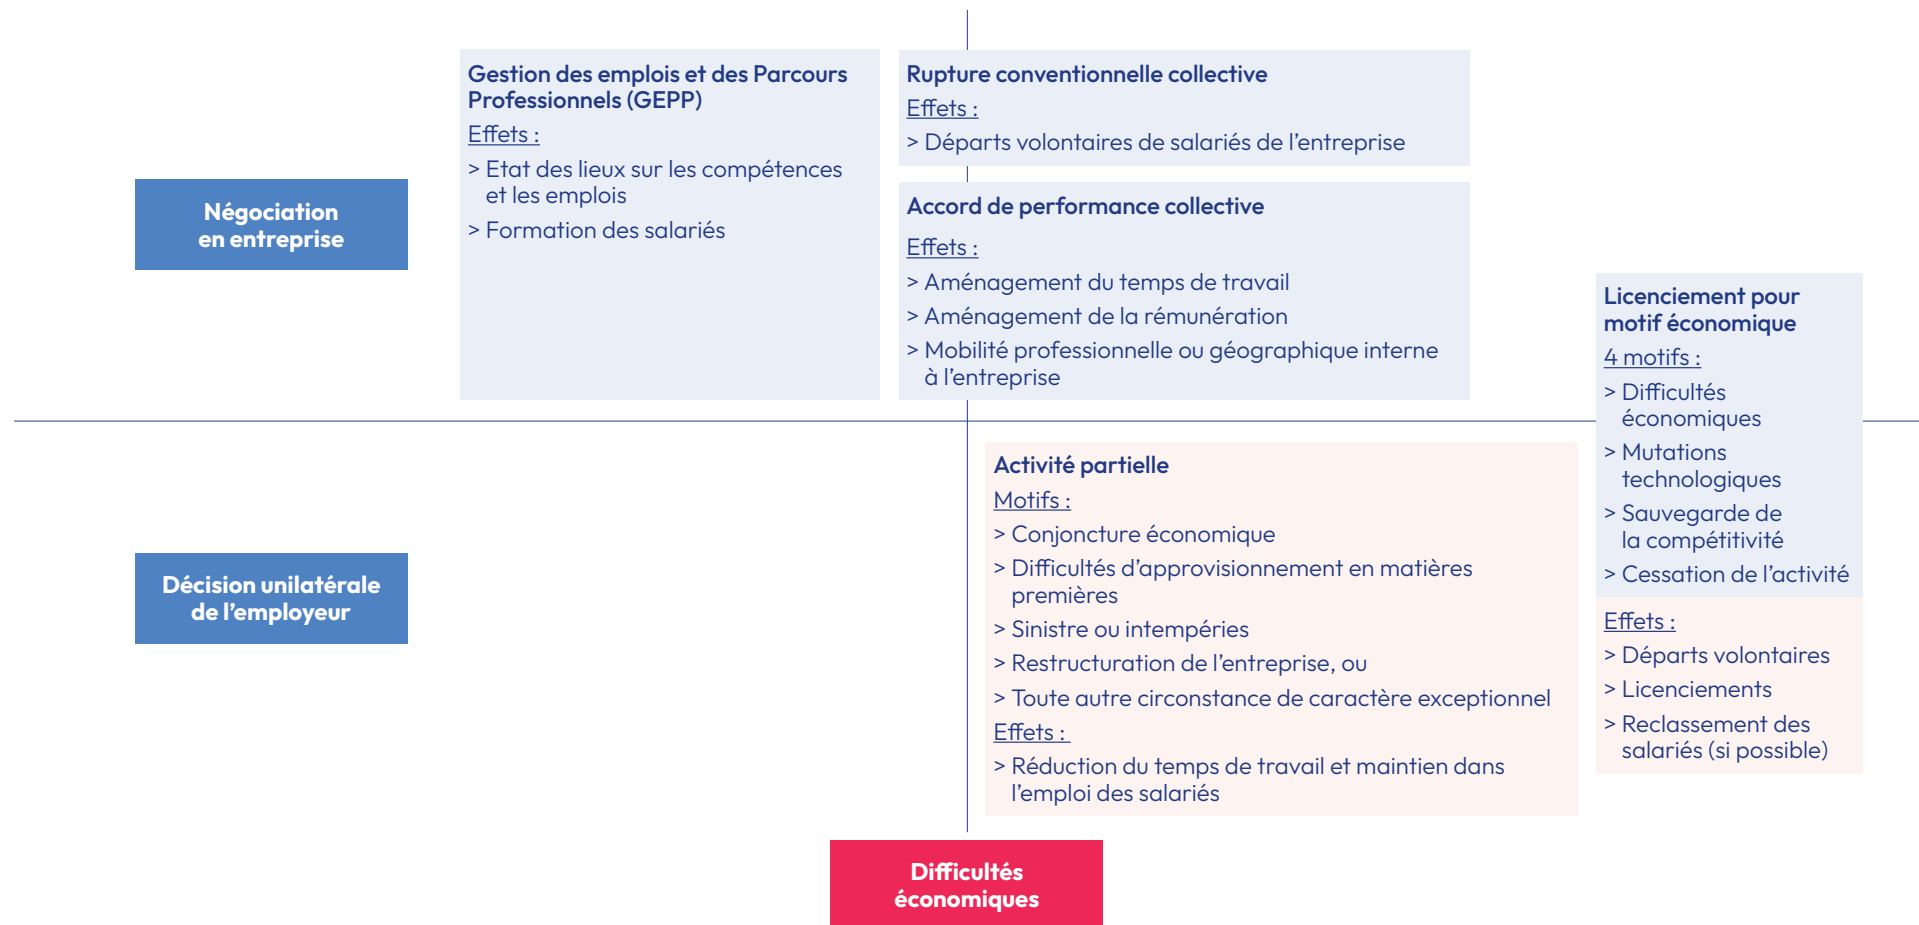 Négociation
en entreprise
Gestion des emplois et des Parcours
Professionnels (GEPP)
Effets :
> Etat des lieux sur les compétences
et les emplois
> Formation des salariés
Rupture conventionnelle collective
Effets :
> Départs volontaires de salariés de l’entreprise
Accord de performance collective
Effets :
> Aménagement du temps de travail
> Aménagement de la rémunération
> Mobilité professionnelle ou géographique interne
à l’entreprise
Licenciement pour
motif économique
4 motifs :
> Difficultés
économiques
> Mutations
technologiques
> Sauvegarde de
la compétitivité
> Cessation de l’activité
Effets :
> Départs volontaires
> Licenciements
> Reclassement des
salariés (si possible)
Décision unilatérale
de l’employeur
Activité partielle
Motifs :
> Conjoncture économique
> Difficultés d’approvisionnement en matières
premières
> Sinistre ou intempéries
> Restructuration de l’entreprise, ou
> Toute autre circonstance de caractère exceptionnel
Effets :
> Réduction du temps de travail et maintien dans
l’emploi des salariés
Difficultés
économiques